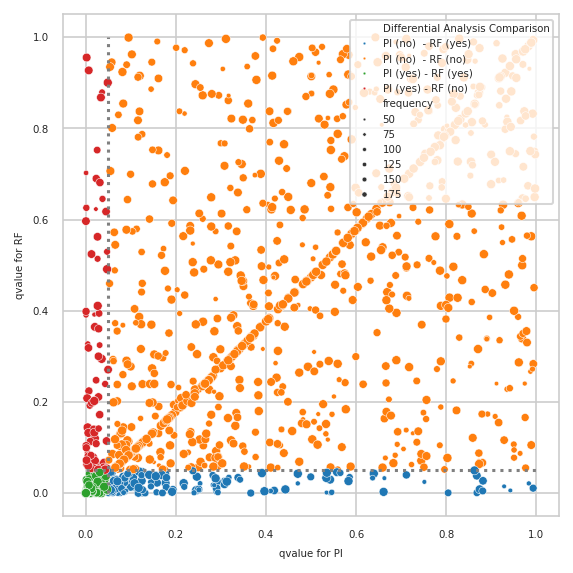 Differential Analysis Comparison
PI (no) - RF (yes)
PI (no) - RF (no)
PI (yes) - RF (yes)
PI (yes) - RF (no)
frequency
50
75
100
125
150
175
1.0
0.8
0.6
0.4
0.2
0.0
qvalue for RF
0.0 0.2 0.4 0.6 0.8 1.0
qvalue for PI